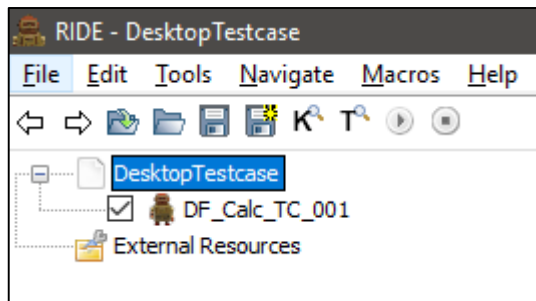 RIDE - DesktopTestcase
File Edit Tools Navigate Macros Help
K T
DesktopTestcase
DF_Calc_TC_001
External Resources